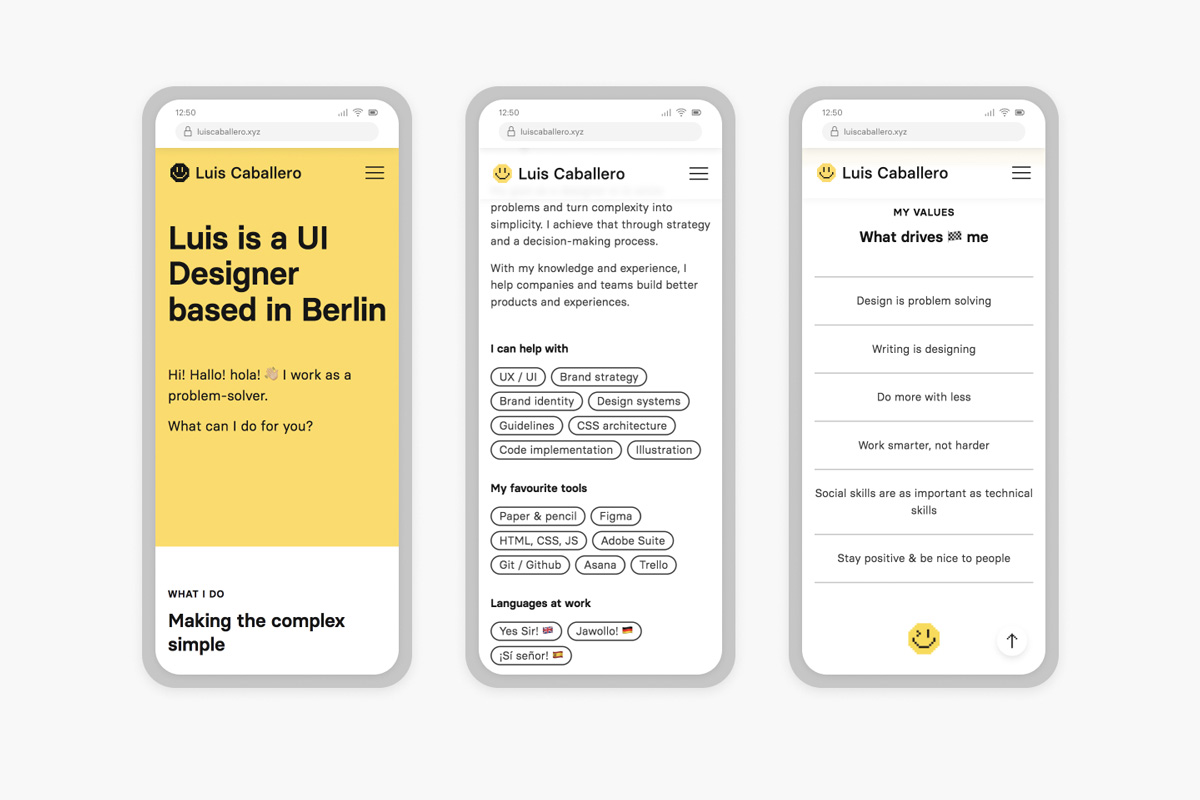 12:50
luiscaballero.xyz
Luis Caballero
Luis is a UI
Designer
based in Berlin
Hi! Hallo! hola! 👋🏼 I work as a
problem-solver.
What can I do for you?
WHAT I DO
Making the complex
simple
12:50
luiscaballero.xyz
Luis Caballero
problems and turn complexity into
simplicity. I achieve that through strategy
and a decision-making process.
With my knowledge and experience, I
help companies and teams build better
products and experiences.
I can help with
UX / UI Brand strategy
Brand identity Design systems
Guidelines CSS architecture
Code implementation Illustration
My favourite tools
Paper & pencil Figma
HTML, CSS, JS Adobe Suite
Git / Github Asana Trello
Languages at work
Yes Sir! 🇬🇧 Jawollo! 🇩🇪
¡Sí señor! 🇪🇸
12:50
luiscaballero.xyz
Luis Caballero
MY VALUES
What drives 🏁 me
Design is problem solving
Writing is designing
Do more with less
Work smarter, not harder
Social skills are as important as technical
skills
Stay positive & be nice to people